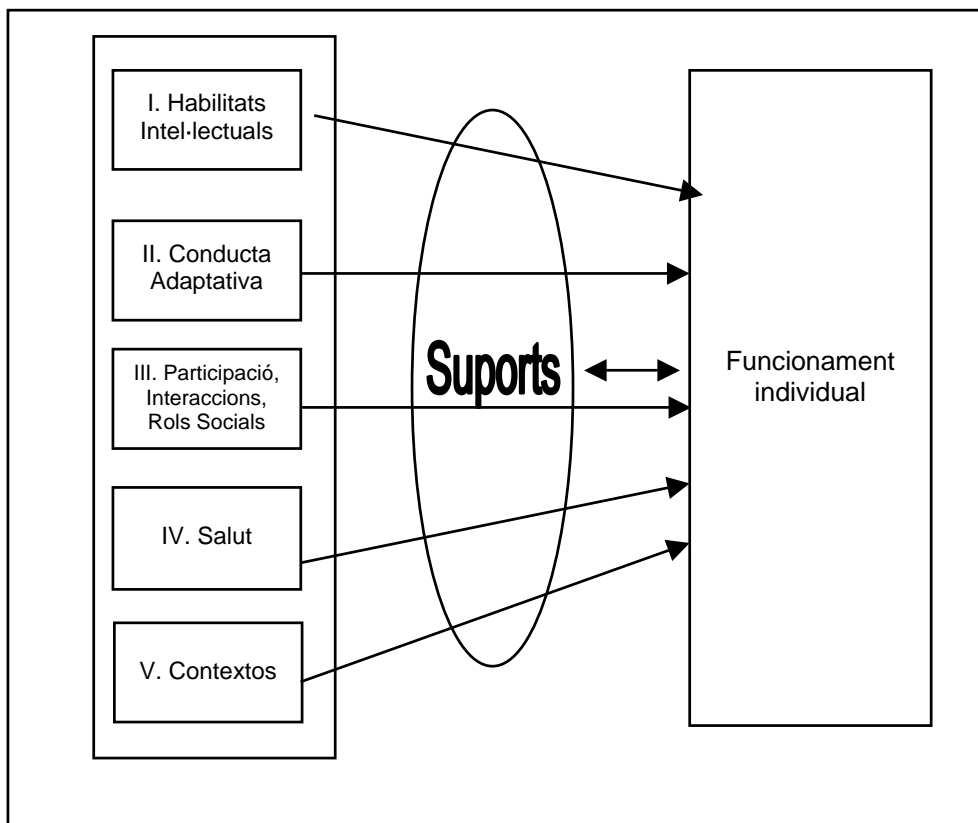 I. Habilitats
Intel·lectuals
II. Conducta
Adaptativa
III. Participació,
Interaccions,
Rols Socials
IV. Salut
V. Contextos
Suports
Funcionament
individual